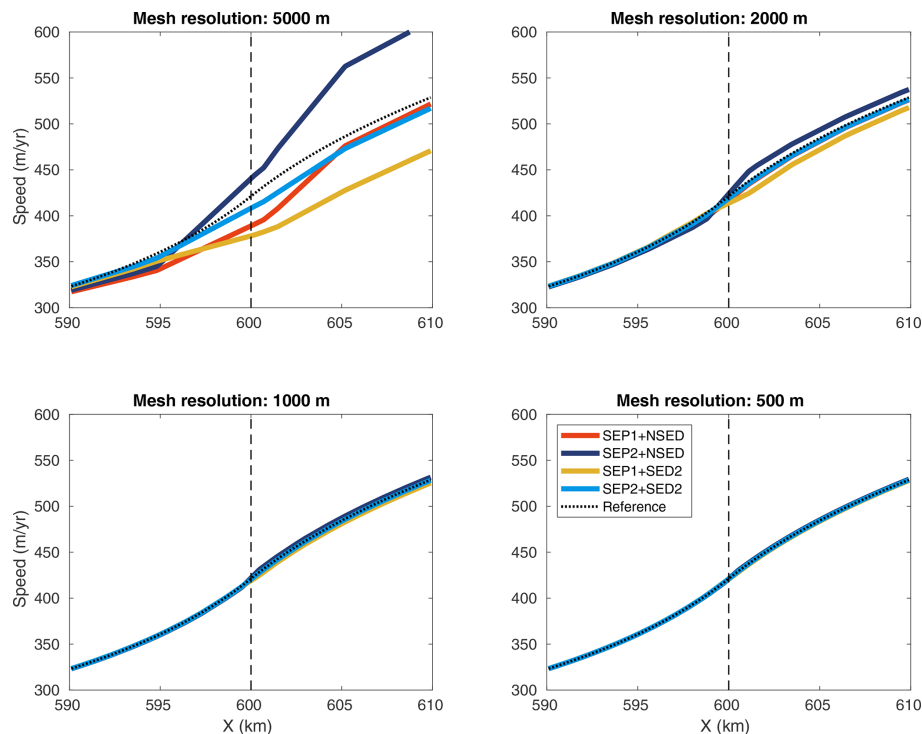 Mesh resolution: 5000 m
600
550
500
450
400
350
300
Speed (m/yr)
590 595 600 605 610
Mesh resolution: 2000 m
600
550
500
450
400
350
300
590 595 600 605 610
Mesh resolution: 1000 m
600
550
500
450
400
350
300
Speed (m/yr)
590 595 600 605 610
X (km)
Mesh resolution: 500 m
600
550
500
450
400
350
300
SEP1+NSED
SEP2+NSED
SEP1+SED2
SEP2+SED2
Reference
590 595 600 605 610
X (km)